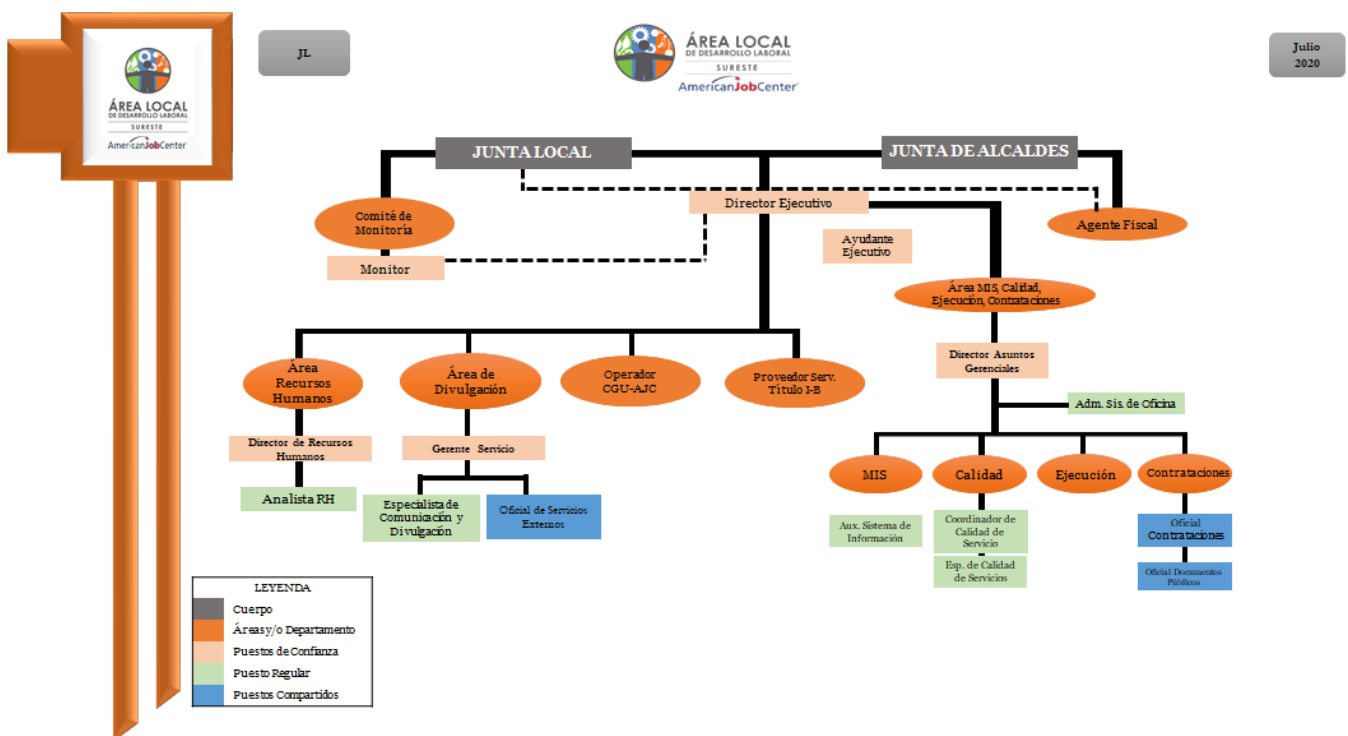 ÁREA LOCAL
DE DESARROLLO LABORAL
SURESTE
AmericanJobCenter
JL
ÁREA LOCAL
DE DESARROLLO LABORAL
SURESTE
AmericanJobCenter
Julio
2020
JUNTA LOCAL
JUNTA DE ALCALDES
Director Ejecutivo
Comité de
Monitoría
Agente Fiscal
Ayudante
Ejecutivo
Monitor
Área MIS, Calidad,
Ejecución, Contrataciones
Director Asuntos
Gerenciales
Área
Recursos
Humanos
Área de
Divulgación
Operador
CGU-AJC
Proveedor Serv.
Título I-B
Adm. Sis. de Oficina
Director de Recursos
Humanos
Gerente Servicio
MIS
Calidad
Ejecución
Contrataciones
Analista RH
Especialista de
Comunicación y
Divulgación
Oficial de Servicios
Externos
Aux. Sistema de
Información
Coordinador de
Calidad de
Servicio
Oficial
Contrataciones
Esp. de Calidad
de Servicios
Oficial Documentos
Públicos
LEYENDA
Cuerpo
Áreas y/o Departamento
Puestos de Confianza
Puesto Regular
Puestos Compartidos